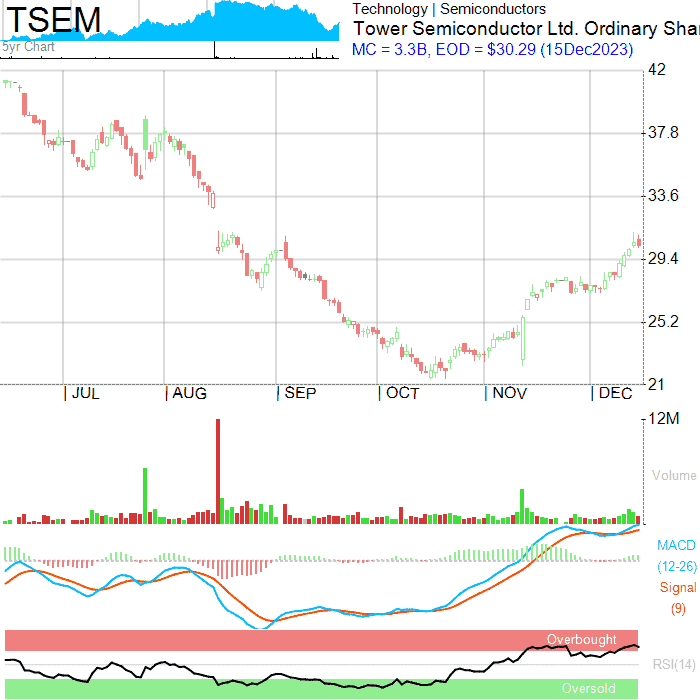 TSEM
5yr Chart
Technology | Semiconductors
Tower Semiconductor Ltd. Ordinary Shar
MC = 3.3B, EOD = $30.29 (15Dec2023)
42
37.8
33.6
29.4
25.2
21
JUL AUG SEP OCT NOV DEC
12M
Volume
MACD
(12-26)
Signal
(9)
Overbought
RSI(14)
Oversold